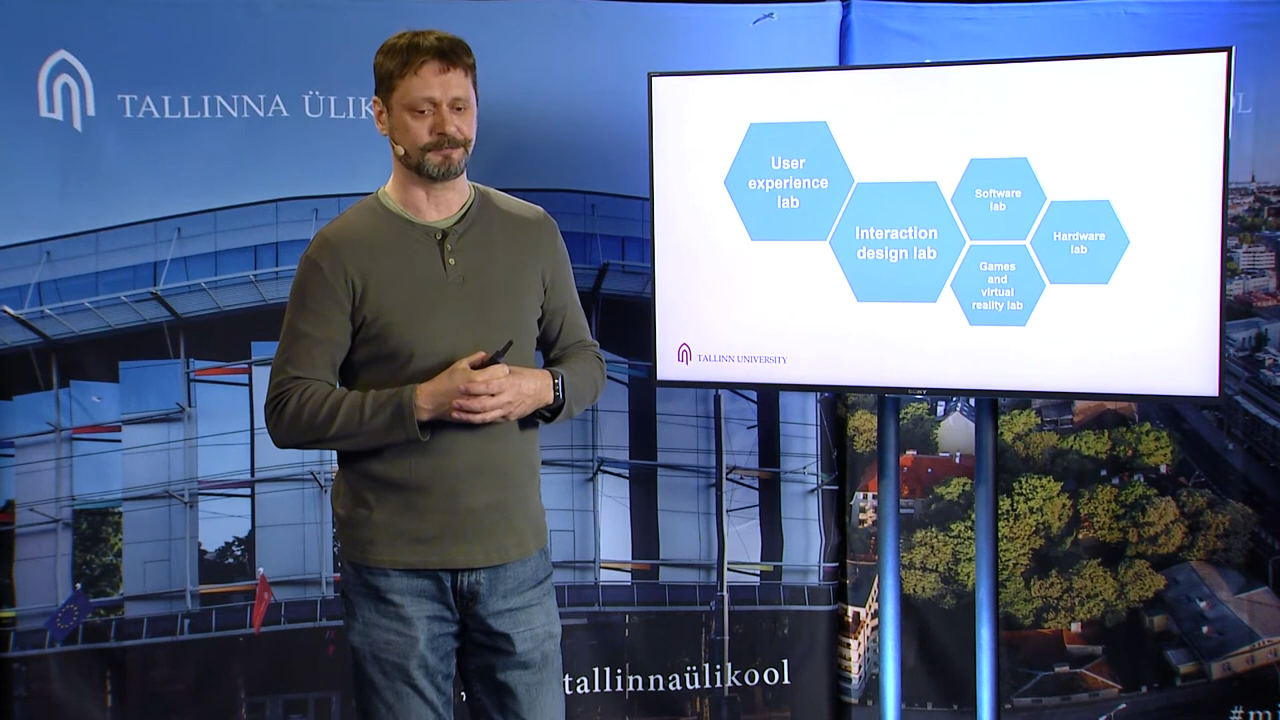 TALLINNA ÜLIK
User
experience
lab
Interaction
design lab
Software
lab
Hardware
lab
Games
and
virtual
reality lab
TALLINN UNIVERSITY
SONY
tallinnaülikool